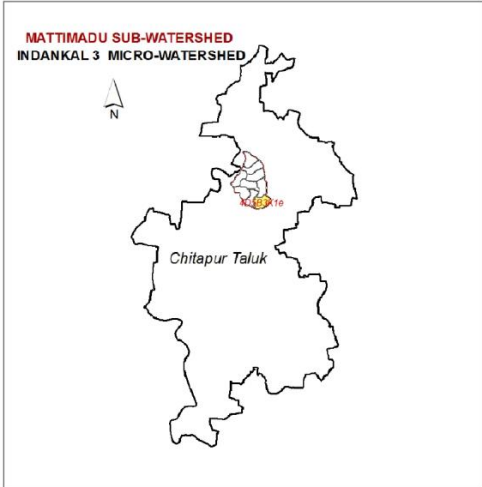 MATTIMADU SUB-WATERSHED
INDANKAL 3 MICRO-WATERSHED
N
Chitapur Taluk